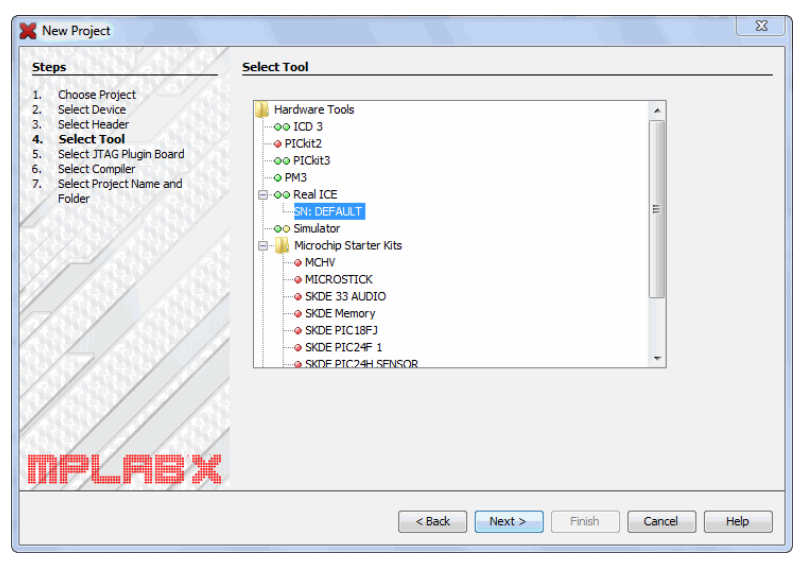 New Project
Steps
1. Choose Project
2. Select Device
3. Select Header
4. Select Tool
5. Select JTAG Plugin Board
6. Select Compiler
7. Select Project Name and
Folder
MPLAB X
Select Tool
Hardware Tools
ICD 3
PICkit2
PICkit3
PM3
Real ICE
SN: DEFAULT
Simulator
Microchip Starter Kits
MCHV
MICROSTICK
SKDE 33 AUDIO
SKDE Memory
SKDE PIC18FJ
SKDE PIC24F 1
SKDE PIC24H SENSOR
< Back
Next >
Finish
Cancel
Help